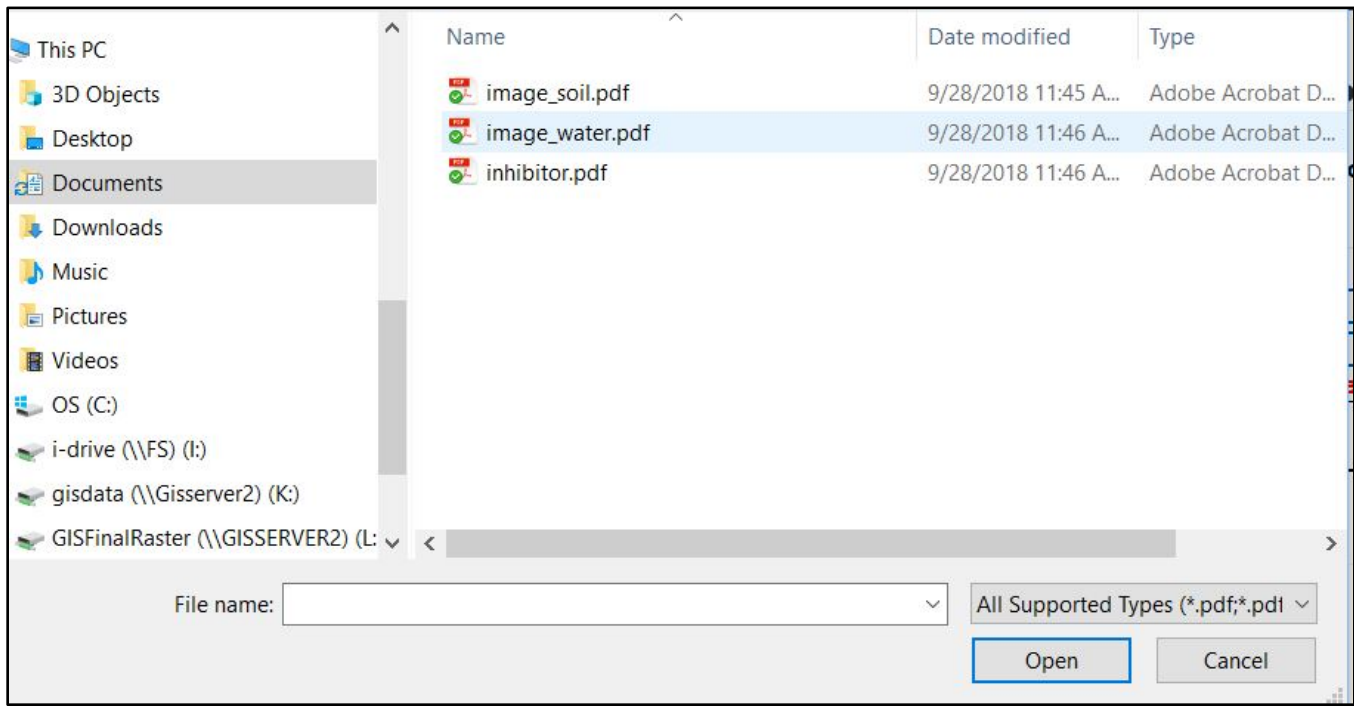 This PC
3D Objects
Desktop
Documents
Downloads
Music
Pictures
Videos
OS (C:)
i-drive (\\FS) (I:)
gisdata (\\Gisserver2) (K:)
GISFinalRaster (\\GISSERVER2) (L:
Name Date modified Type
image_soil.pdf 9/28/2018 11:45 A... Adobe Acrobat D...
image_water.pdf 9/28/2018 11:46 A... Adobe Acrobat D...
inhibitor.pdf 9/28/2018 11:46 A... Adobe Acrobat D...
File name: All Supported Types (*.pdf;*.pdf
Open Cancel